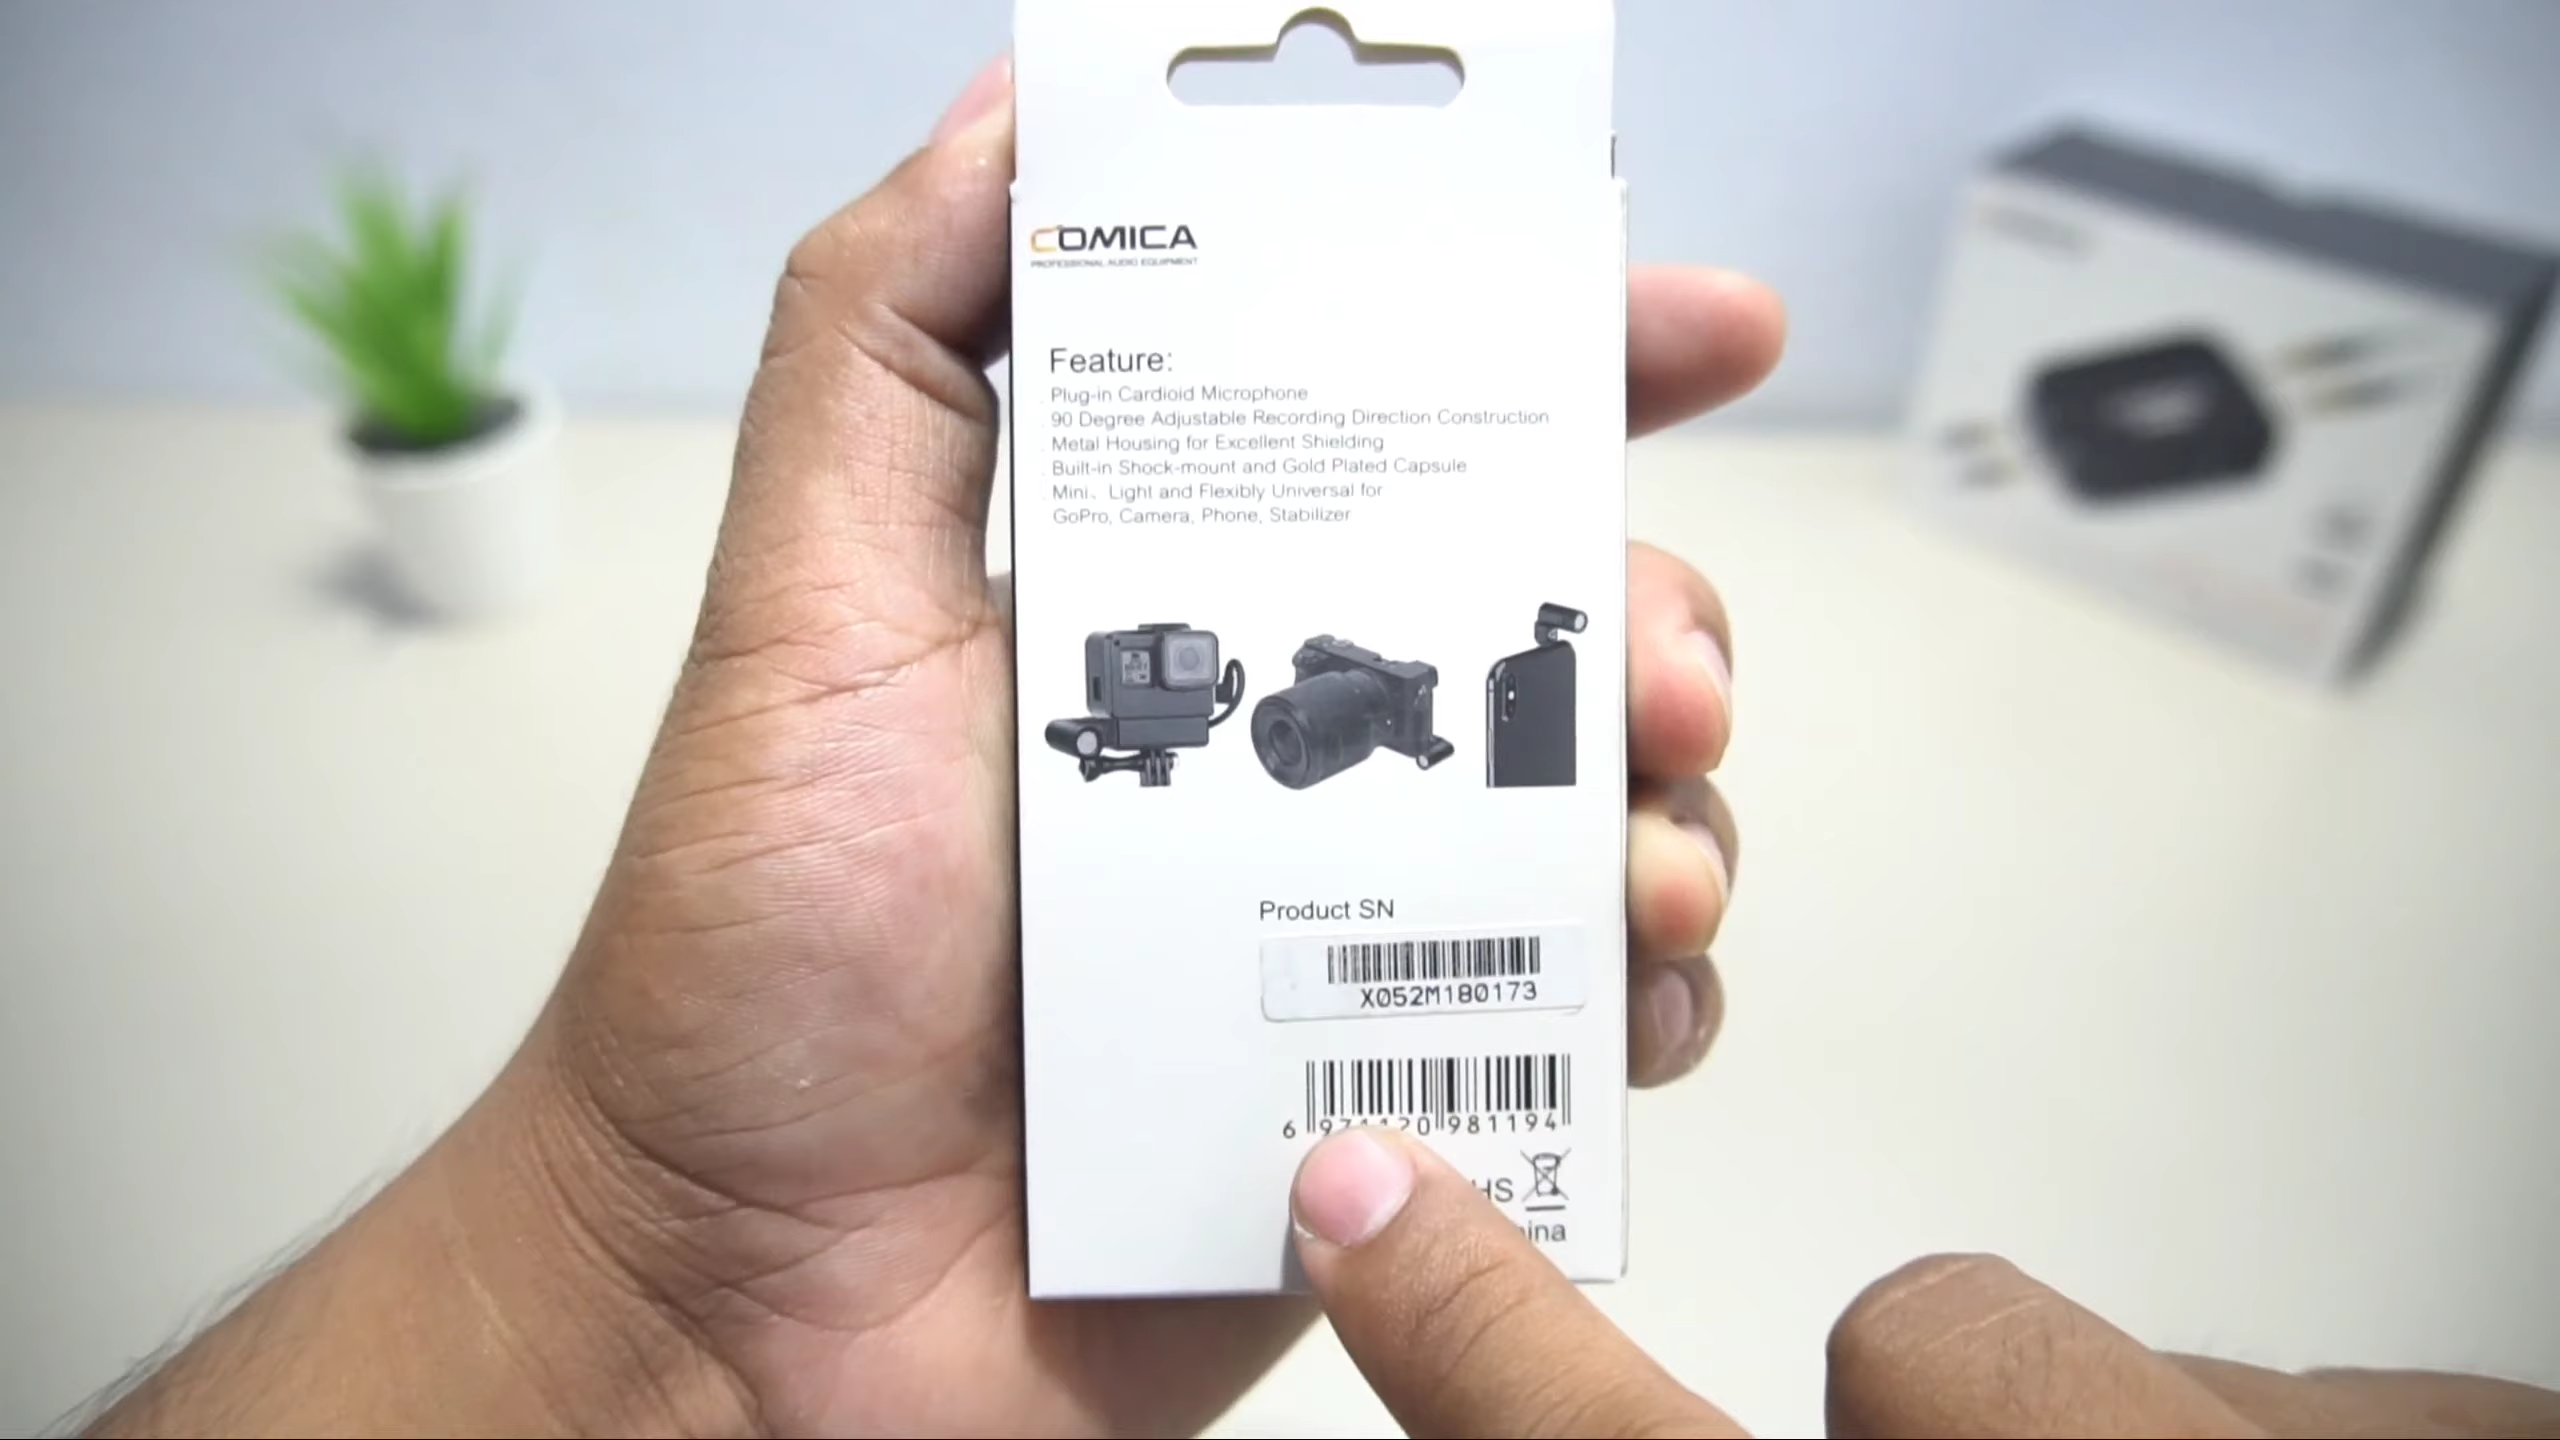 COMICA
PROFESSIONAL AUDIO EQUIPMENT
Feature:
. Plug-in Cardioid Microphone
. 90 Degree Adjustable Recording Direction Construction
. Metal Housing for Excellent Shielding
. Built-in Shock-mount and Gold Plated Capsule
. Mini、Light and Flexibly Universal for
GoPro, Camera, Phone, Stabilizer
Product SN
X052M180173
6 981194